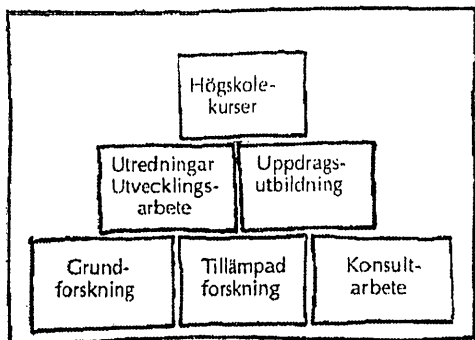 Högskole-
kurser
Utredningar
Utvecklings-
arbete
Uppdrags-
utbildning
Grund-
forskning
Tillämpad
forskning
Konsult-
arbete